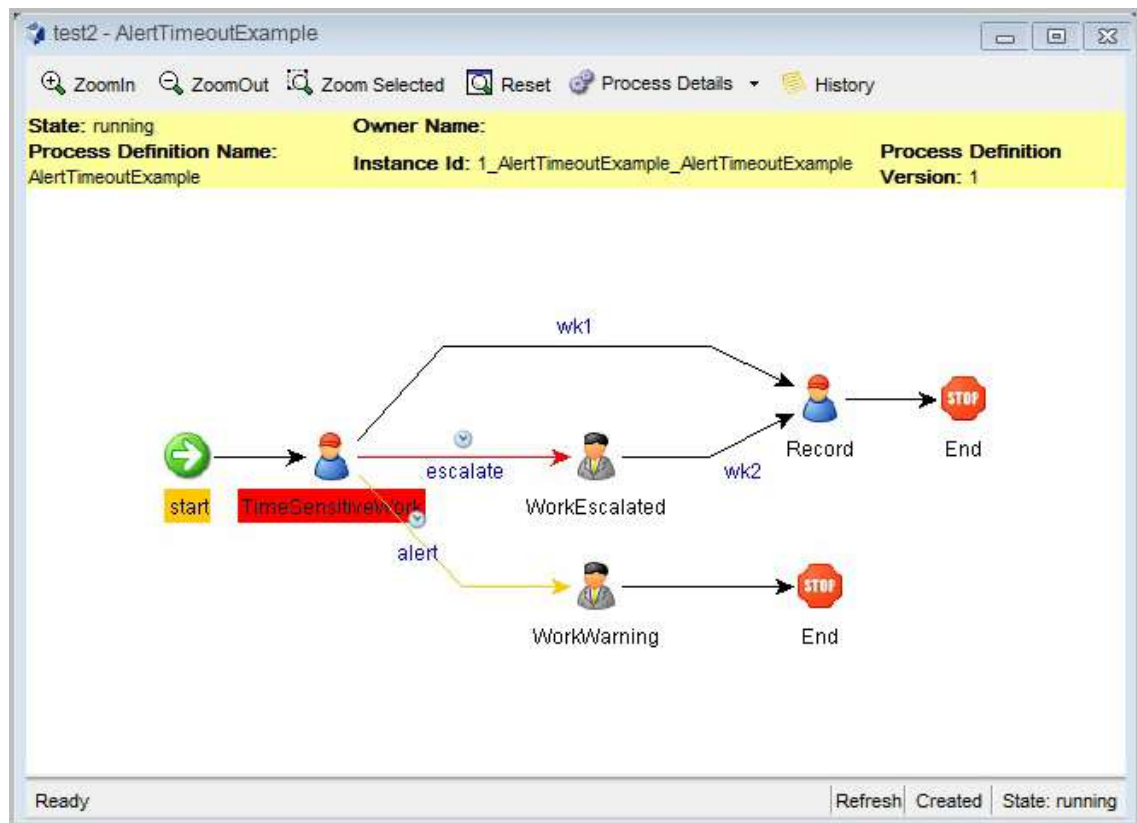 test2 - AlertTimeoutExample
ZoomIn ZoomOut Zoom Selected Reset Process Details History
State: running Owner Name:
Process Definition Name: Instance Id: 1_AlertTimeoutExample_AlertTimeoutExample Process Definition
AlertTimeoutExample Version: 1
wk1
STOP
Record End
escalate wk2
start TimeSensitiveWork WorkEscalated
alert
STOP
WorkWarning End
Ready Refresh Created State: running